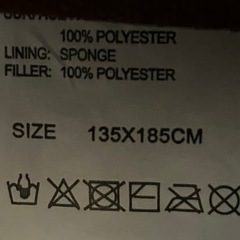 100% POLYESTER
LINING: SPONGE
FILLER: 100% POLYESTER
SIZE 135X185CM